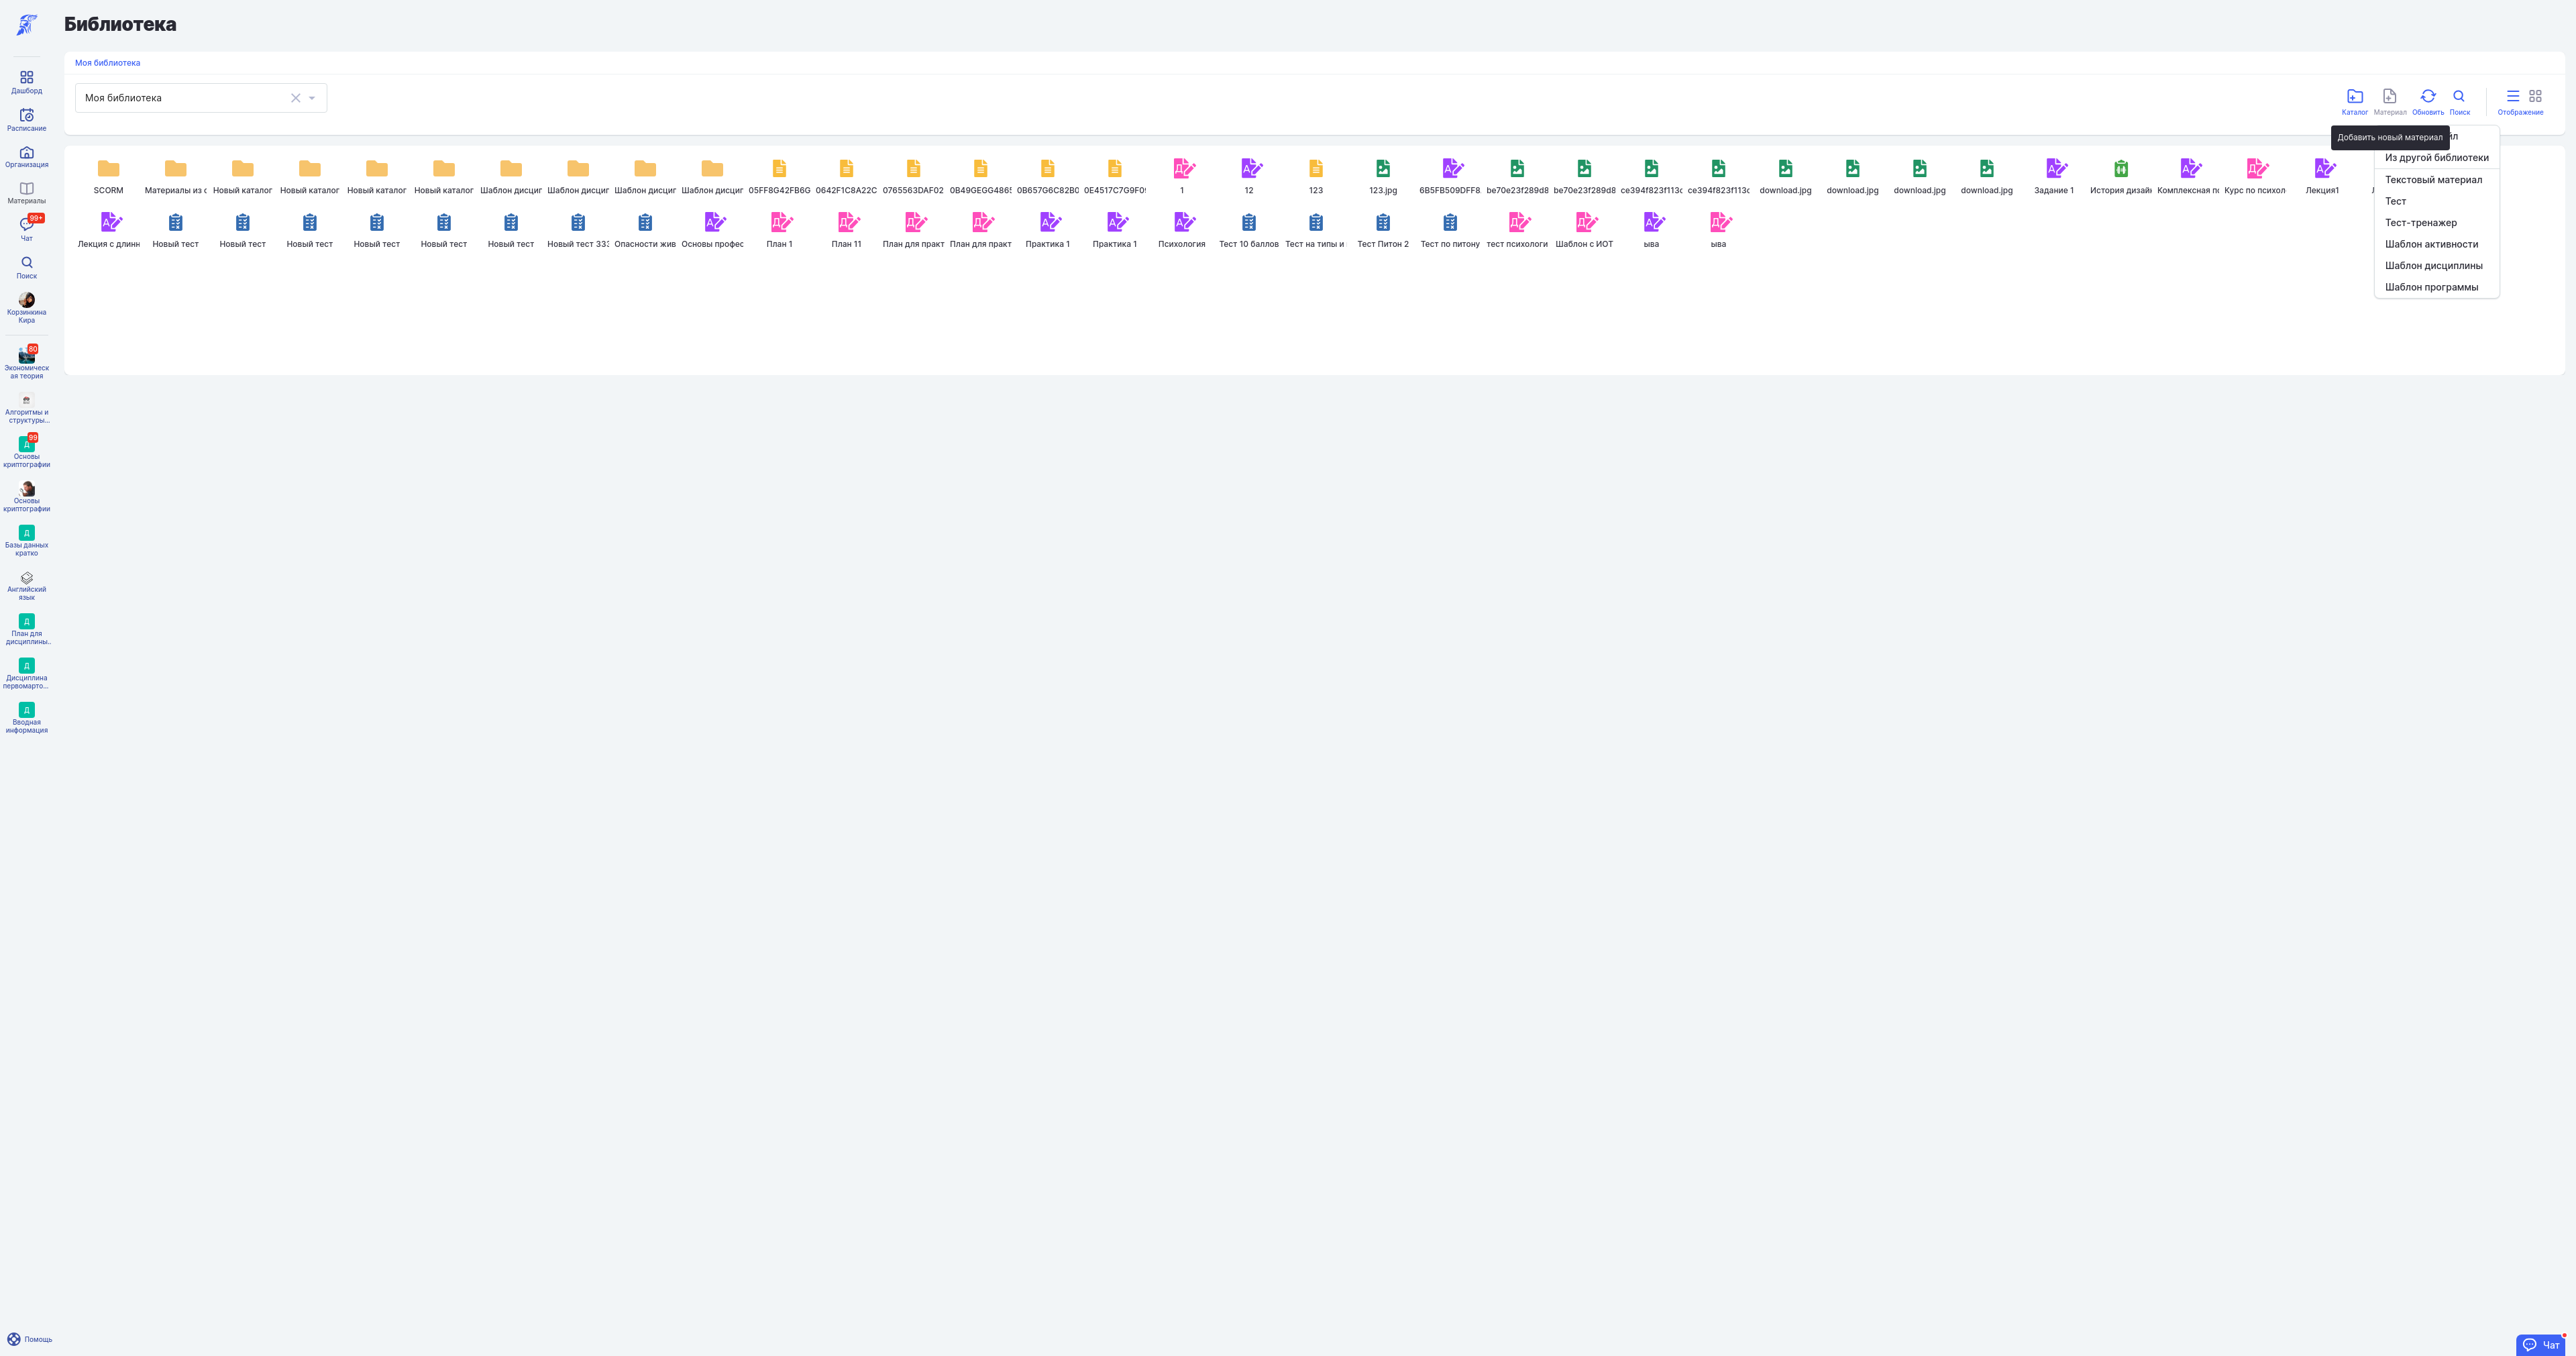 Библиотека
Моя библиотека
Моя библиотека
Каталог
Материал
Обновить
Поиск
Отображение
Добавить новый материал
Из другой библиотеки
Текстовый материал
Тест
Тест-тренажер
Шаблон активности
Шаблон дисциплины
Шаблон программы
Дашборд
Расписание
Организация
Материалы
99+
Чат
Поиск
Корзинкина
Кира
80
Экономическ
ая теория
Алгоритмы и
структуры...
Д
99
Основы
криптографии
Основы
криптографии
Д
Базы данных
кратко
Английский
язык
Д
План для
дисциплины..
Д
Дисциплина
первомарто...
Д
Вводная
информация
Помощь
SCORM
Материалы из с
Новый каталог
Новый каталог
Новый каталог
Новый каталог
Шаблон дисцип
Шаблон дисцип
Шаблон дисцип
Шаблон дисцип
05FF8G42FB6G
0642F1C8A22C
0765563DAF02
0B49GEGG486
0B657G6C82B
0E4517C7G9F0
1
12
123
123.jpg
6B5FB509DFF8
be70e23f289d8
be70e23f289d8
ce394f823f113
ce394f823f113
download.jpg
download.jpg
download.jpg
download.jpg
Задание 1
История дизай
Комплексная по
Курс по психол
Лекция1
Лекция с длинн
Новый тест
Новый тест
Новый тест
Новый тест
Новый тест
Новый тест
Новый тест 333
Опасности жив
Основы профес
План 1
План 11
План для практ
План для практ
Практика 1
Практика 1
Психология
Тест 10 баллов
Тест на типы и
Тест Питон 2
Тест по питону
тест психологи
Шаблон с ИОТ
ыва
ыва
Чат